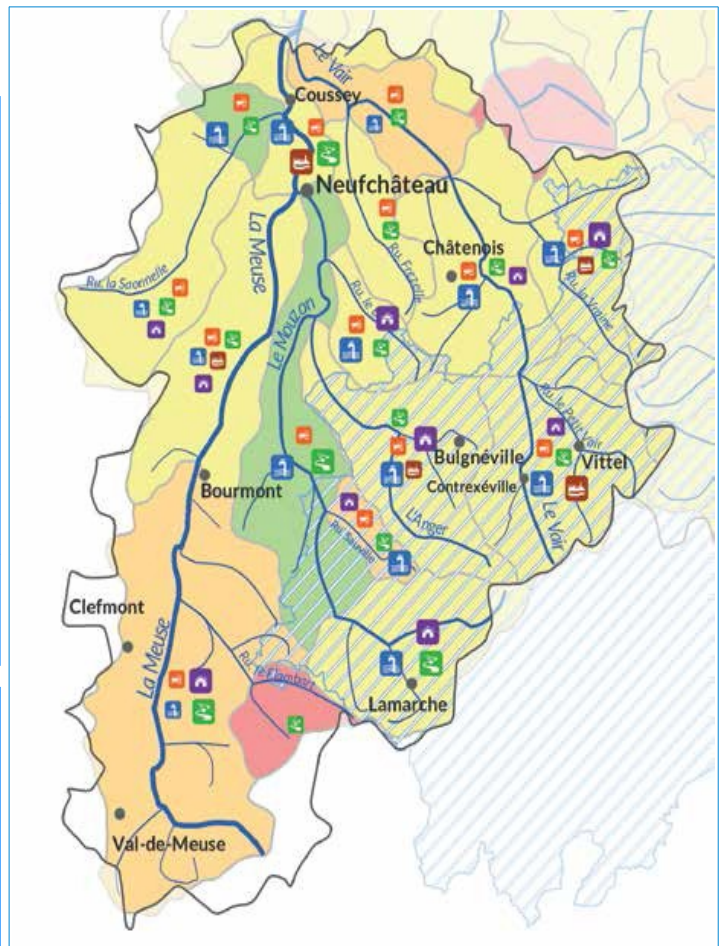 Le Vair
Coussey
Neufchâteau
La Meuse
Châtenois
Ru. Frezelle
Ru. la Saonnelle
Ru. la Vraine
Le Mouzon
Ru. le
Ru. le Petit Vair
Bulgnéville
Vittel
Contrexéville
Bourmont
L'Anger
Le Vair
Ru. Sauville
Clefmont
La Meuse
Ru. le Flambart
Lamarche
Val-de-Meuse